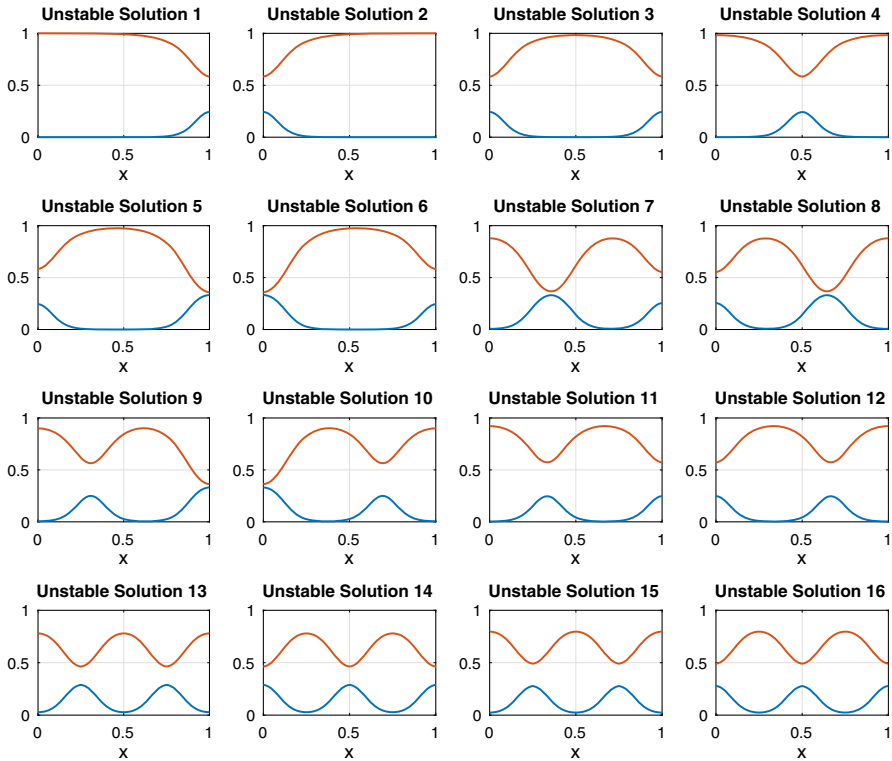 Unstable Solution 1 Unstable Solution 2 Unstable Solution 3 Unstable Solution 4
1 1 1 1
0.5 0.5 0.5 0.5
0 0 0 0
0 0.5 1 0 0.5 1 0 0.5 1 0 0.5 1
x x x x
Unstable Solution 5 Unstable Solution 6 Unstable Solution 7 Unstable Solution 8
1 1 1 1
0.5 0.5 0.5 0.5
0 0 0 0
0 0.5 1 0 0.5 1 0 0.5 1 0 0.5 1
x x x x
Unstable Solution 9 Unstable Solution 10 Unstable Solution 11 Unstable Solution 12
1 1 1 1
0.5 0.5 0.5 0.5
0 0 0 0
0 0.5 1 0 0.5 1 0 0.5 1 0 0.5 1
x x x x
Unstable Solution 13 Unstable Solution 14 Unstable Solution 15 Unstable Solution 16
1 1 1 1
0.5 0.5 0.5 0.5
0 0 0 0
0 0.5 1 0 0.5 1 0 0.5 1 0 0.5 1
x x x x